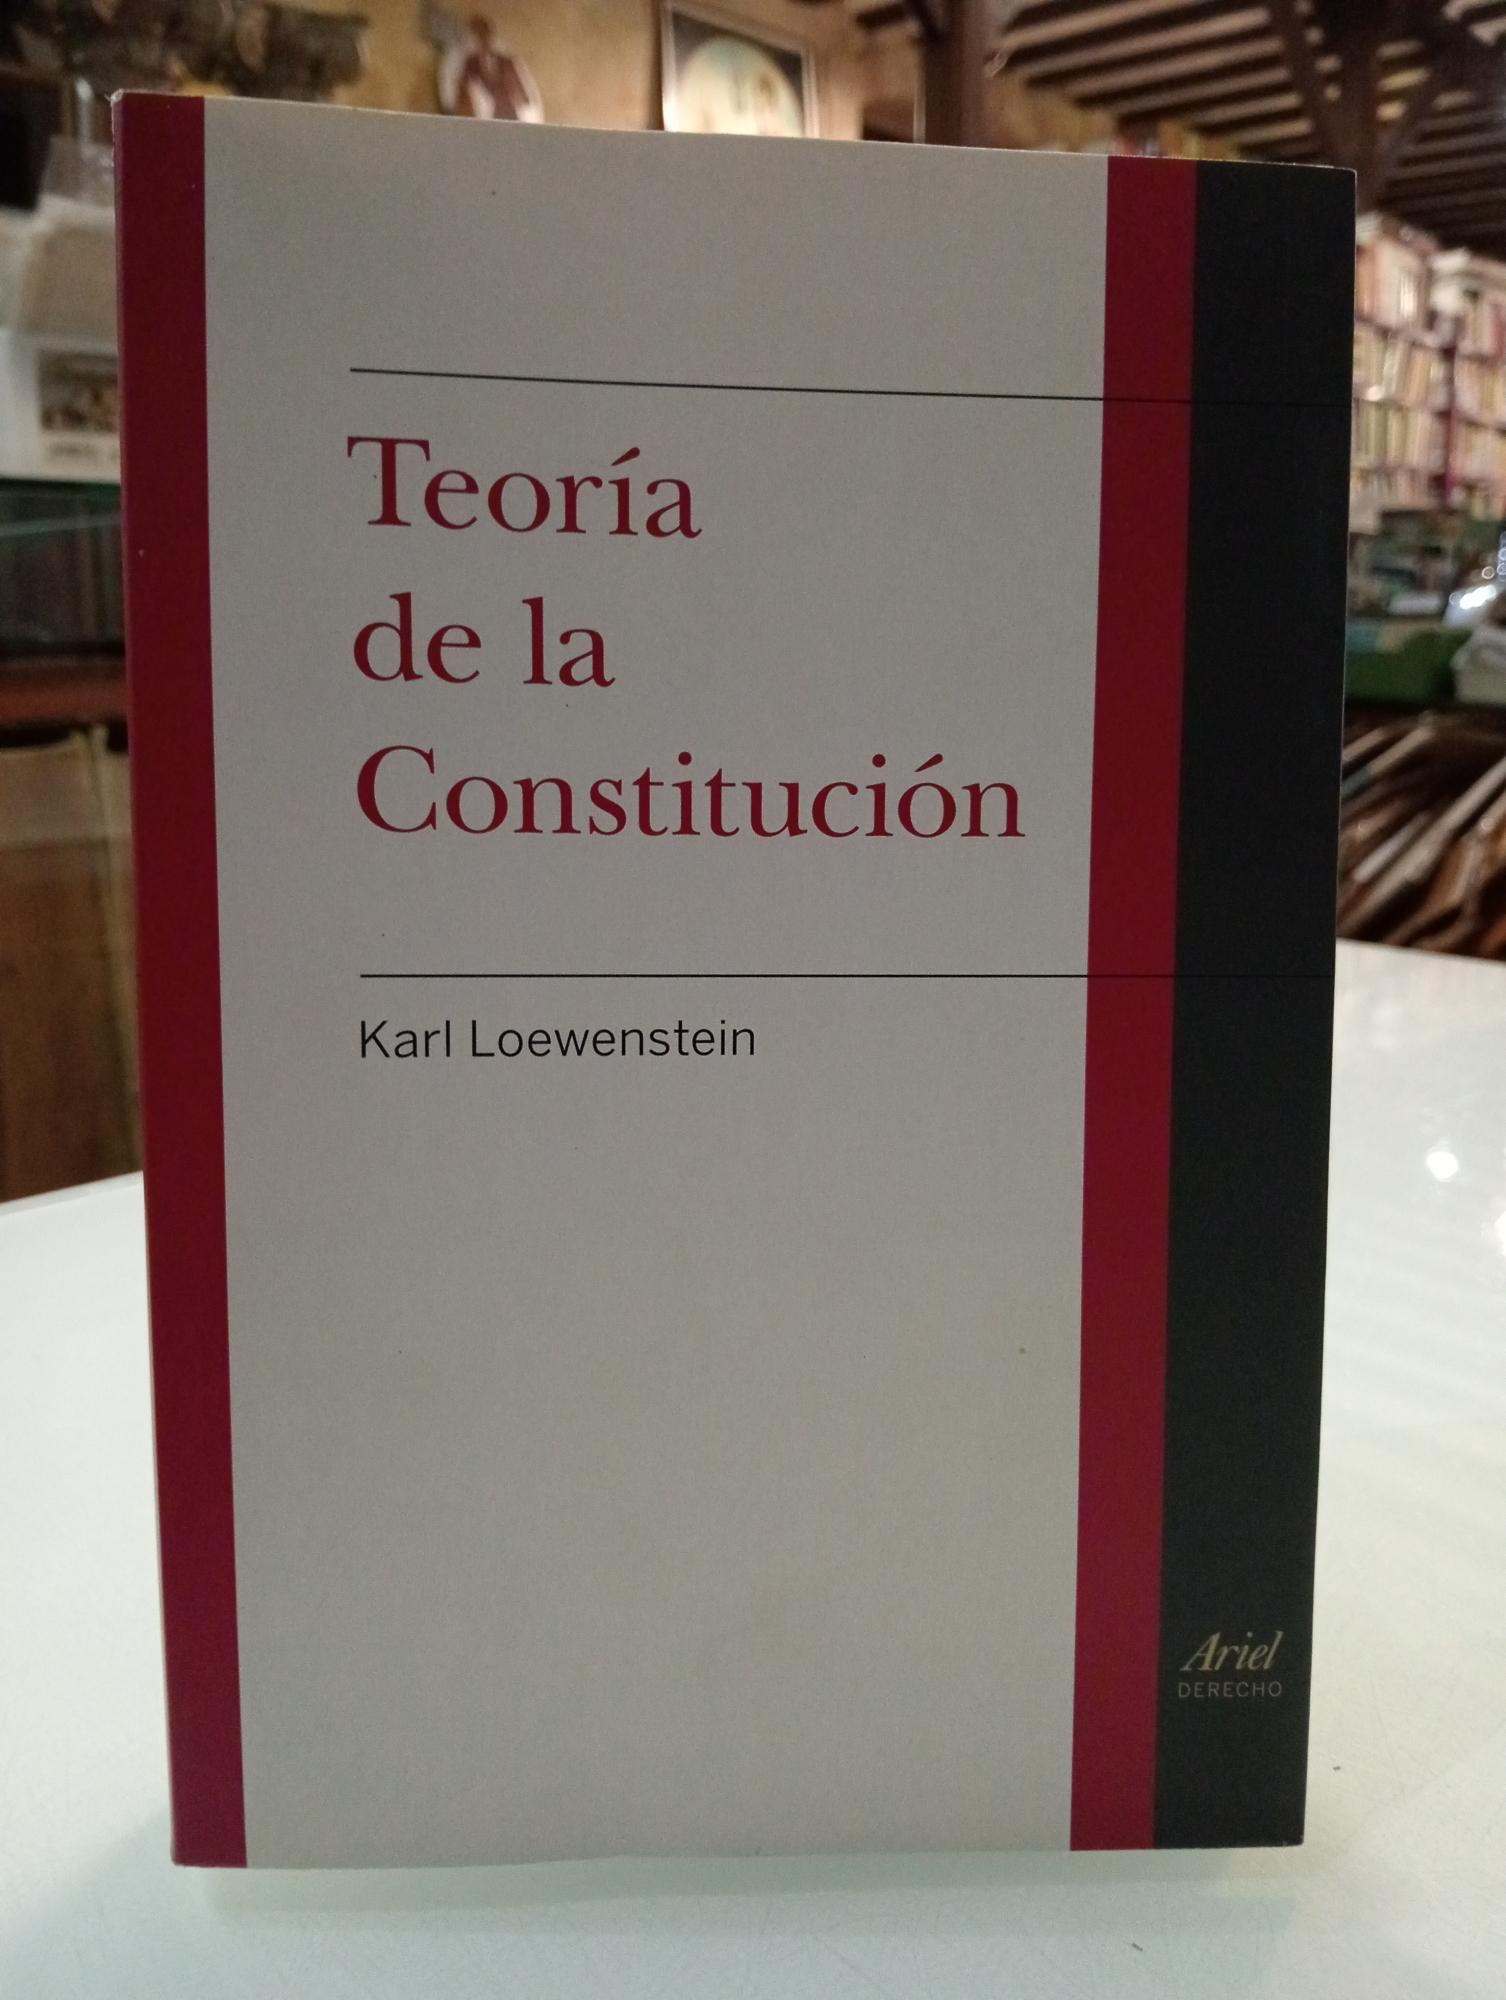 Teoría
de la
Constitución
Karl Loewenstein
Ariel
DERECHO